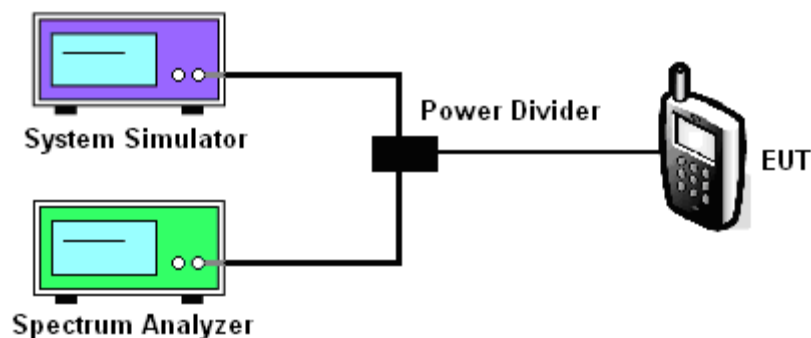 System Simulator
Power Divider
EUT
Spectrum Analyzer